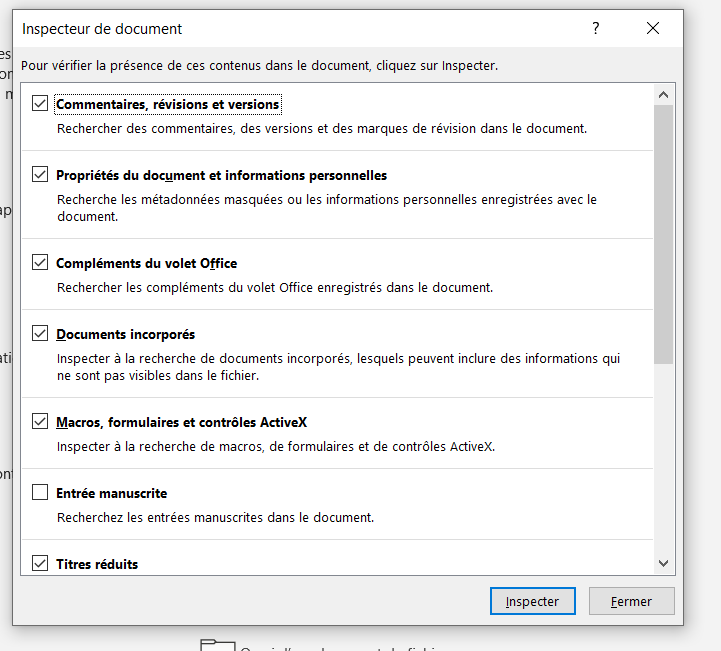 Inspecteur de document
?
Pour vérifier la présence de ces contenus dans le document, cliquez sur Inspecter.
Commentaires, révisions et versions
Rechercher des commentaires, des versions et des marques de révision dans le document.
Propriétés du document et informations personnelles
Recherche les métadonnées masquées ou les informations personnelles enregistrées avec le
document.
Compléments du volet Office
Rechercher les compléments du volet Office enregistrés dans le document.
Documents incorporés
Inspecter à la recherche de documents incorporés, lesquels peuvent inclure des informations qui
ne sont pas visibles dans le fichier.
Macros, formulaires et contrôles ActiveX
Inspecter à la recherche de macros, de formulaires et de contrôles ActiveX.
Entrée manuscrite
Recherchez les entrées manuscrites dans le document.
Titres réduits
Inspecter
Fermer